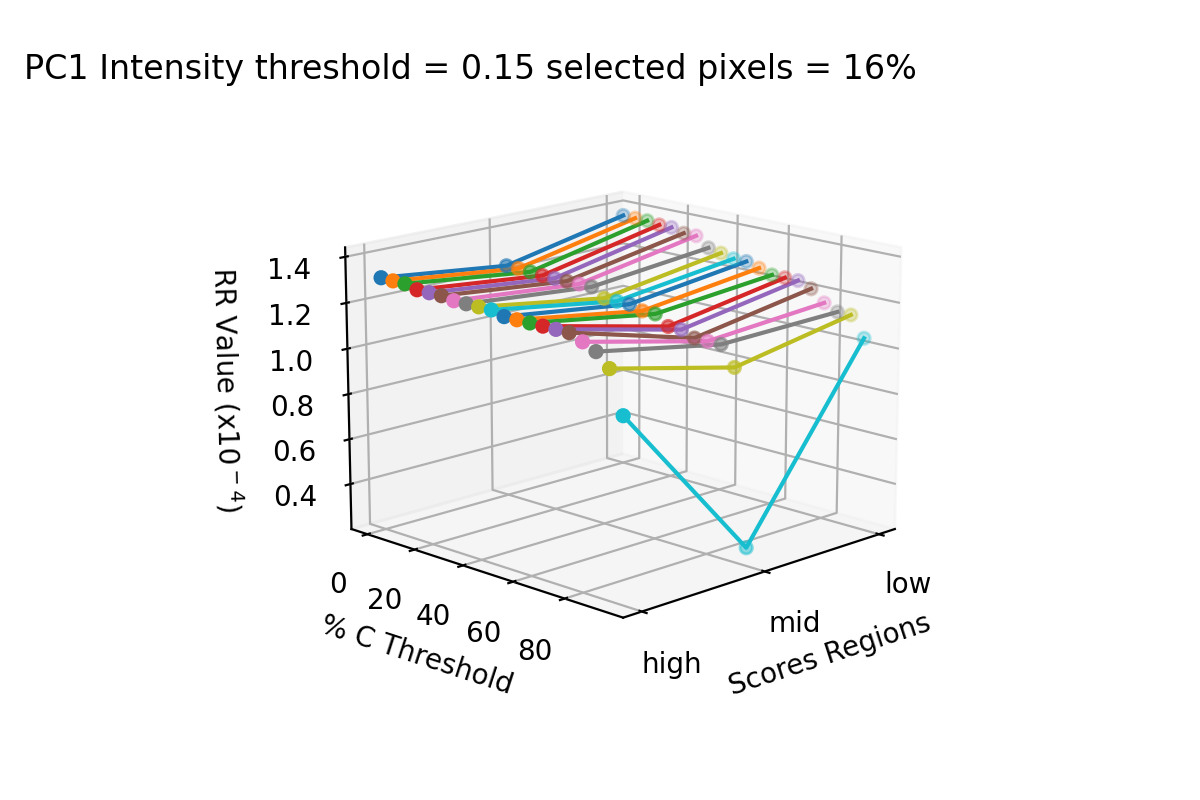 PC1 Intensity threshold = 0.15 selected pixels = 16%
1.4
1.2
1.0
0.8
0.6
0.4
RR Value (x10⁻⁴)
0
20
40
60
80
% C Threshold
high
mid
low
Scores Regions